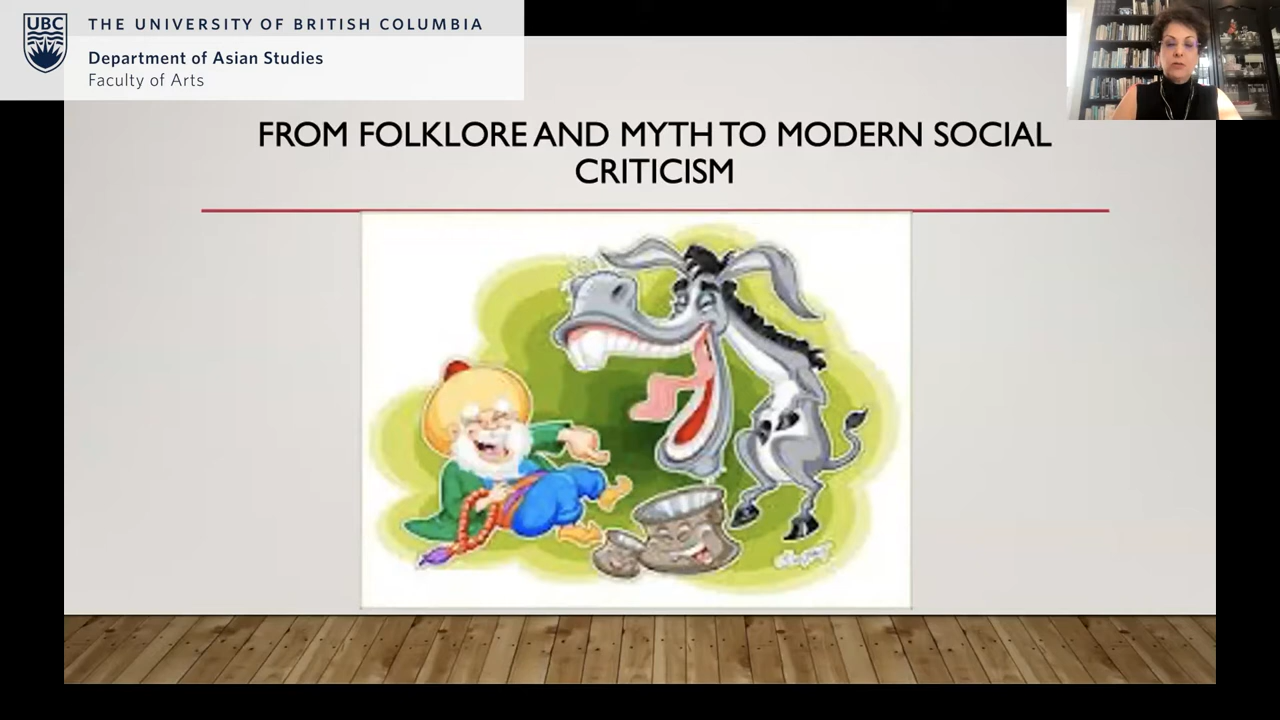 UBC
THE UNIVERSITY OF BRITISH COLUMBIA
Department of Asian Studies
Faculty of Arts
FROM FOLKLORE AND MYTH TO MODERN SOCIAL
CRITICISM